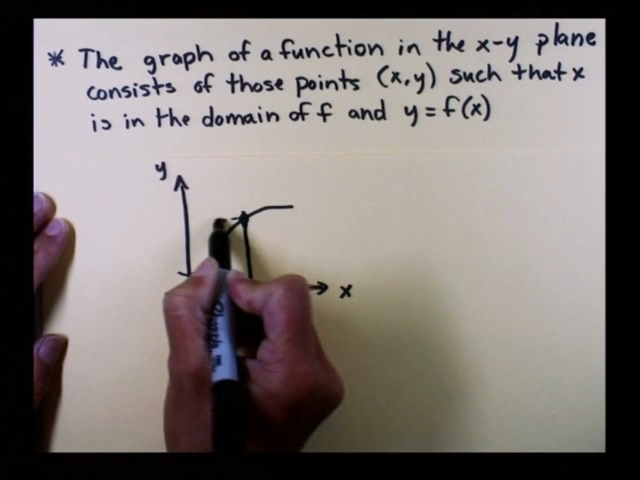 * The graph of a function in the x-y plane
consists of those points (x,y) such that x
is in the domain of f and y = f(x)
y
x
Sharpie